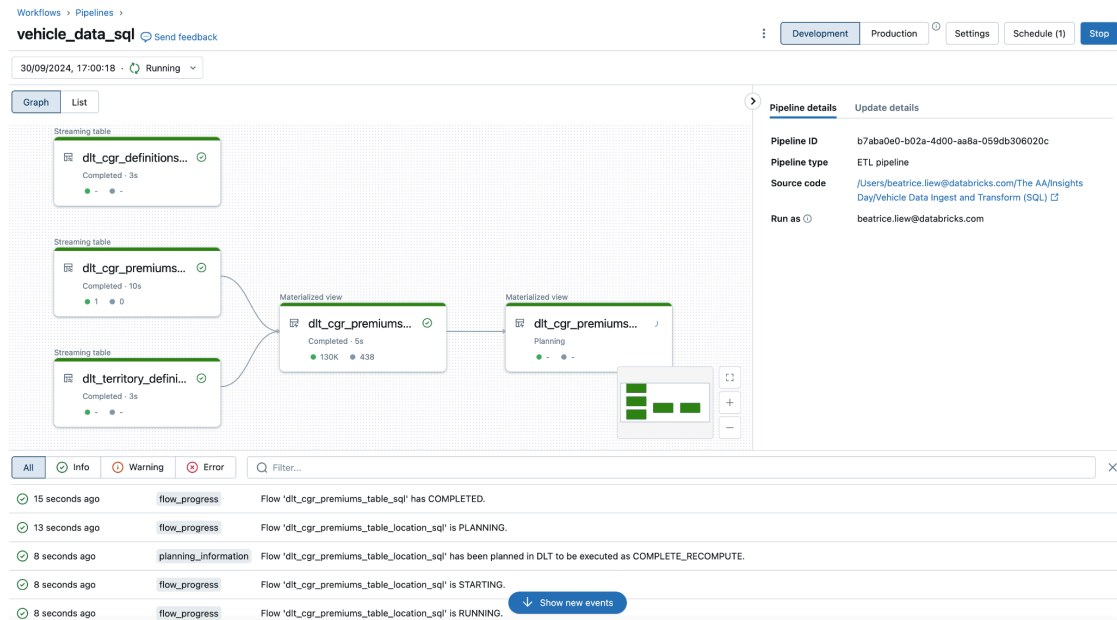 Workflows > Pipelines >
vehicle_data_sql Send feedback
Development Production Settings Schedule (1) Stop
30/09/2024, 17:00:18 · Running
Graph List
Pipeline details Update details
Pipeline ID b7aba0e0-b02a-4d00-aa8a-059db306020c
Pipeline type ETL pipeline
Source code /Users/beatrice.liew@databricks.com/The AA/Insights
Day/Vehicle Data Ingest and Transform (SQL)
Run as beatrice.liew@databricks.com
Streaming table
dlt_cgr_definitions...
Completed · 3s
- -
Streaming table
dlt_cgr_premiums...
Completed · 10s
1 0
Streaming table
dlt_territory_defini...
Completed · 3s
- -
Materialized view
dlt_cgr_premiums...
Completed · 5s
130K 438
Materialized view
dlt_cgr_premiums...
Planning
- -
All Info Warning Error Filter...
15 seconds ago flow_progress Flow 'dlt_cgr_premiums_table_sql' has COMPLETED.
13 seconds ago flow_progress Flow 'dlt_cgr_premiums_table_location_sql' is PLANNING.
8 seconds ago planning_information Flow 'dlt_cgr_premiums_table_location_sql' has been planned in DLT to be executed as COMPLETE_RECOMPUTE.
8 seconds ago flow_progress Flow 'dlt_cgr_premiums_table_location_sql' is STARTING.
Show new events
8 seconds ago flow_progress Flow 'dlt_cgr_premiums_table_location_sql' is RUNNING.